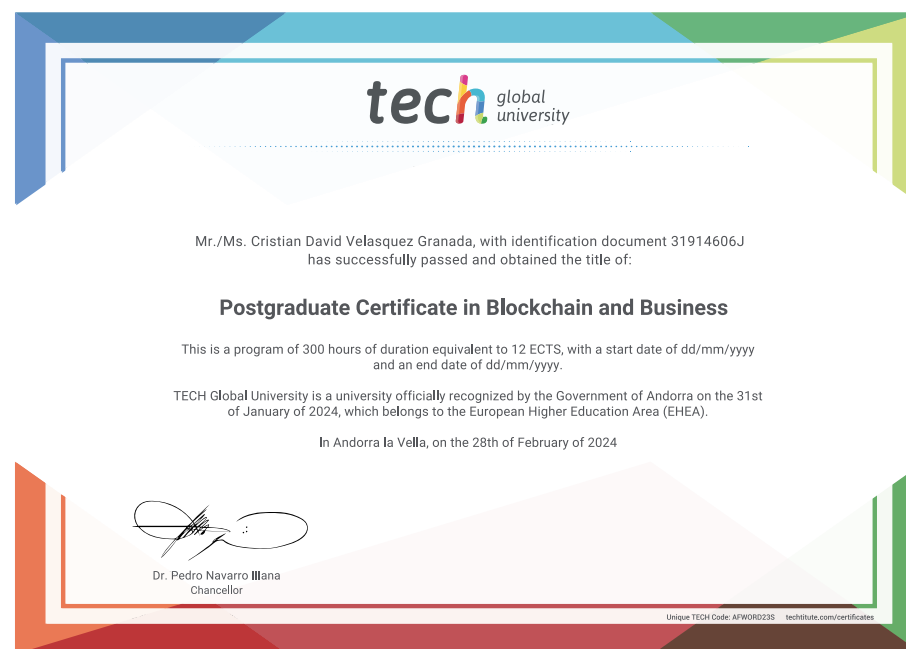 tech global university
Mr./Ms. Cristian David Velasquez Granada, with identification document 31914606J
has successfully passed and obtained the title of:
Postgraduate Certificate in Blockchain and Business
This is a program of 300 hours of duration equivalent to 12 ECTS, with a start date of dd/mm/yyyy
and an end date of dd/mm/yyyy.
TECH Global University is a university officially recognized by the Government of Andorra on the 31st
of January of 2024, which belongs to the European Higher Education Area (EHEA).
In Andorra la Vella, on the 28th of February of 2024
Dr. Pedro Navarro Illana
Chancellor
Unique TECH Code: AFWORD23S techtitute.com/certificates